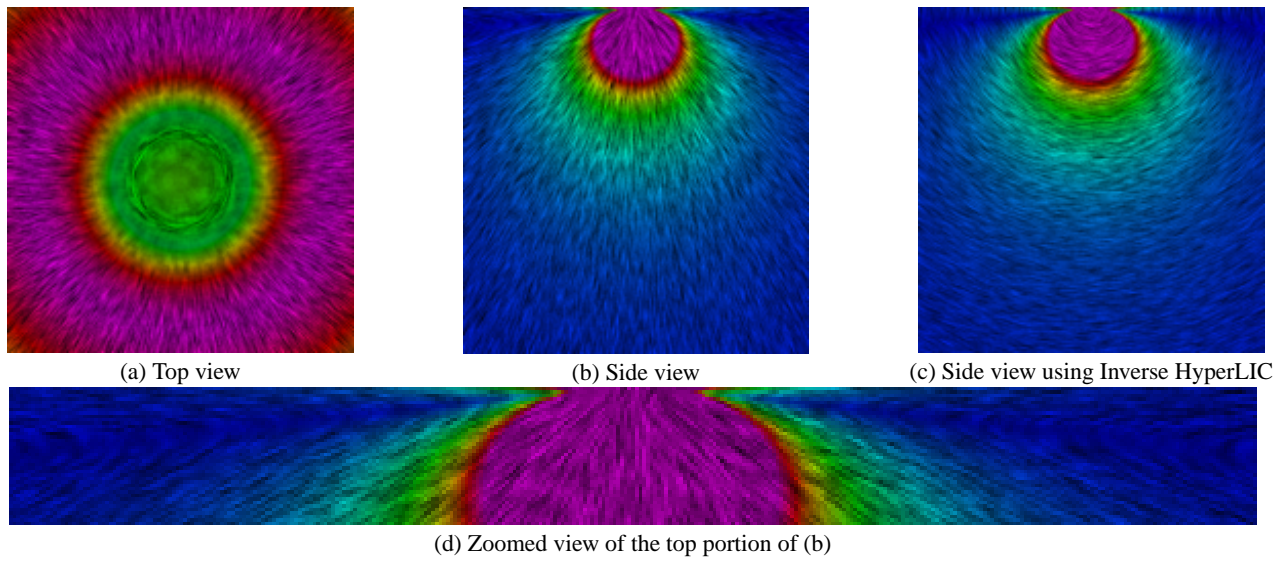 (a) Top view
(b) Side view
(c) Side view using Inverse HyperLIC
(d) Zoomed view of the top portion of (b)